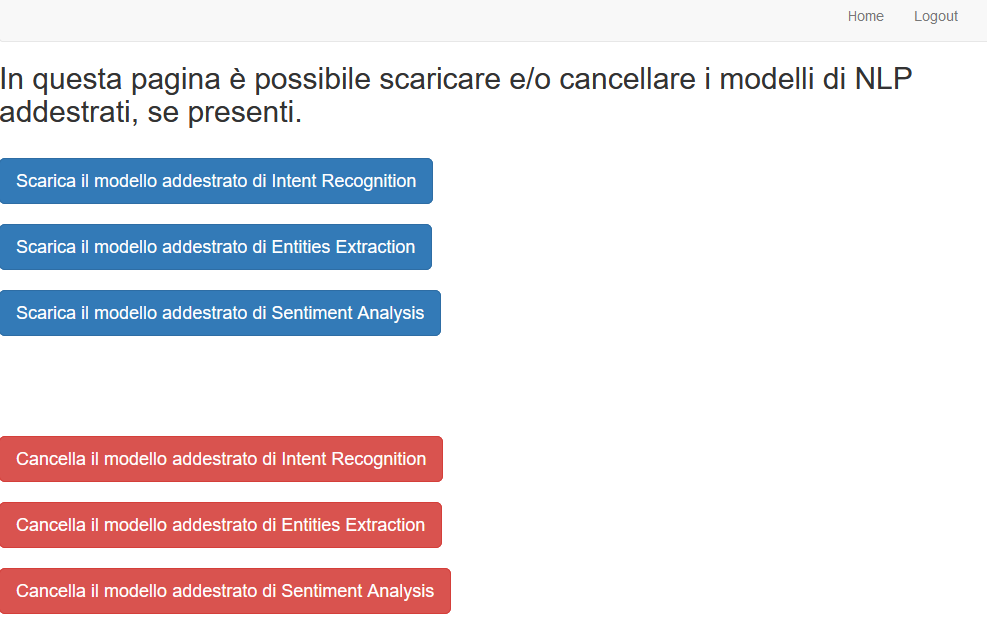 Home Logout
In questa pagina è possibile scaricare e/o cancellare i modelli di NLP
addestrati, se presenti.
Scarica il modello addestrato di Intent Recognition
Scarica il modello addestrato di Entities Extraction
Scarica il modello addestrato di Sentiment Analysis
Cancella il modello addestrato di Intent Recognition
Cancella il modello addestrato di Entities Extraction
Cancella il modello addestrato di Sentiment Analysis